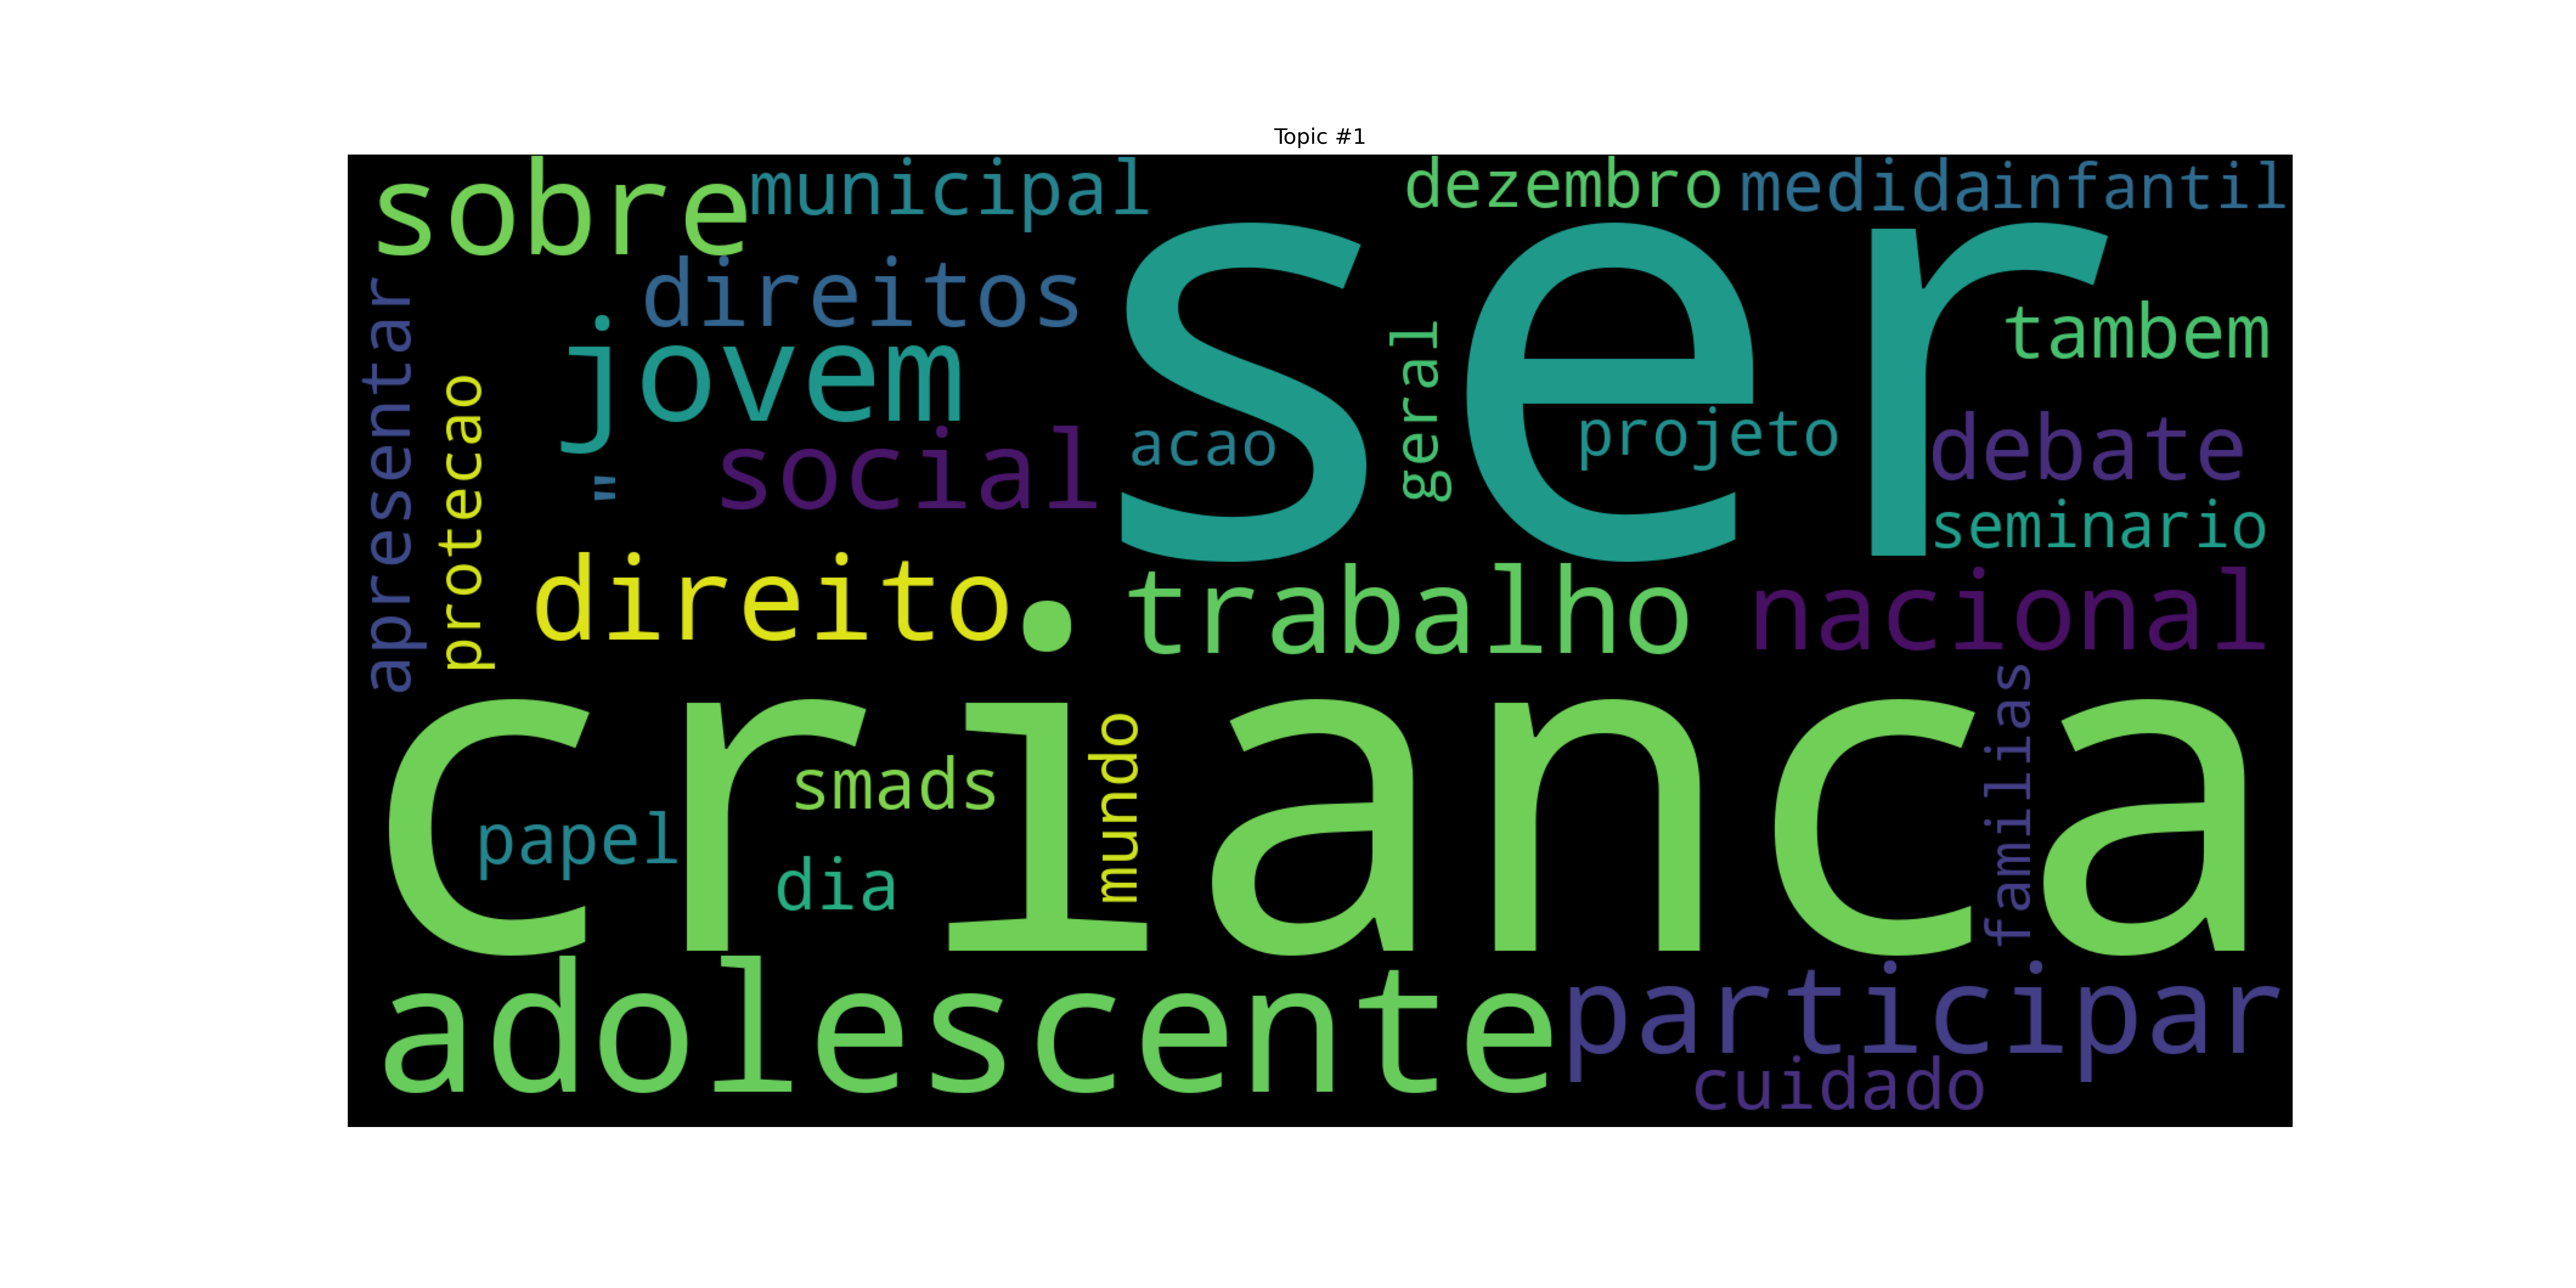 Topic #1
sobre
municipal
dezembro
medida
infantil
direitos
ser
apresentar
jovem
geral
tambem
protecao
social
acao
projeto
debate
"
seminario
direito
trabalho
nacional
crianca
smads
mundo
familias
papel
dia
adolescente
participar
cuidado